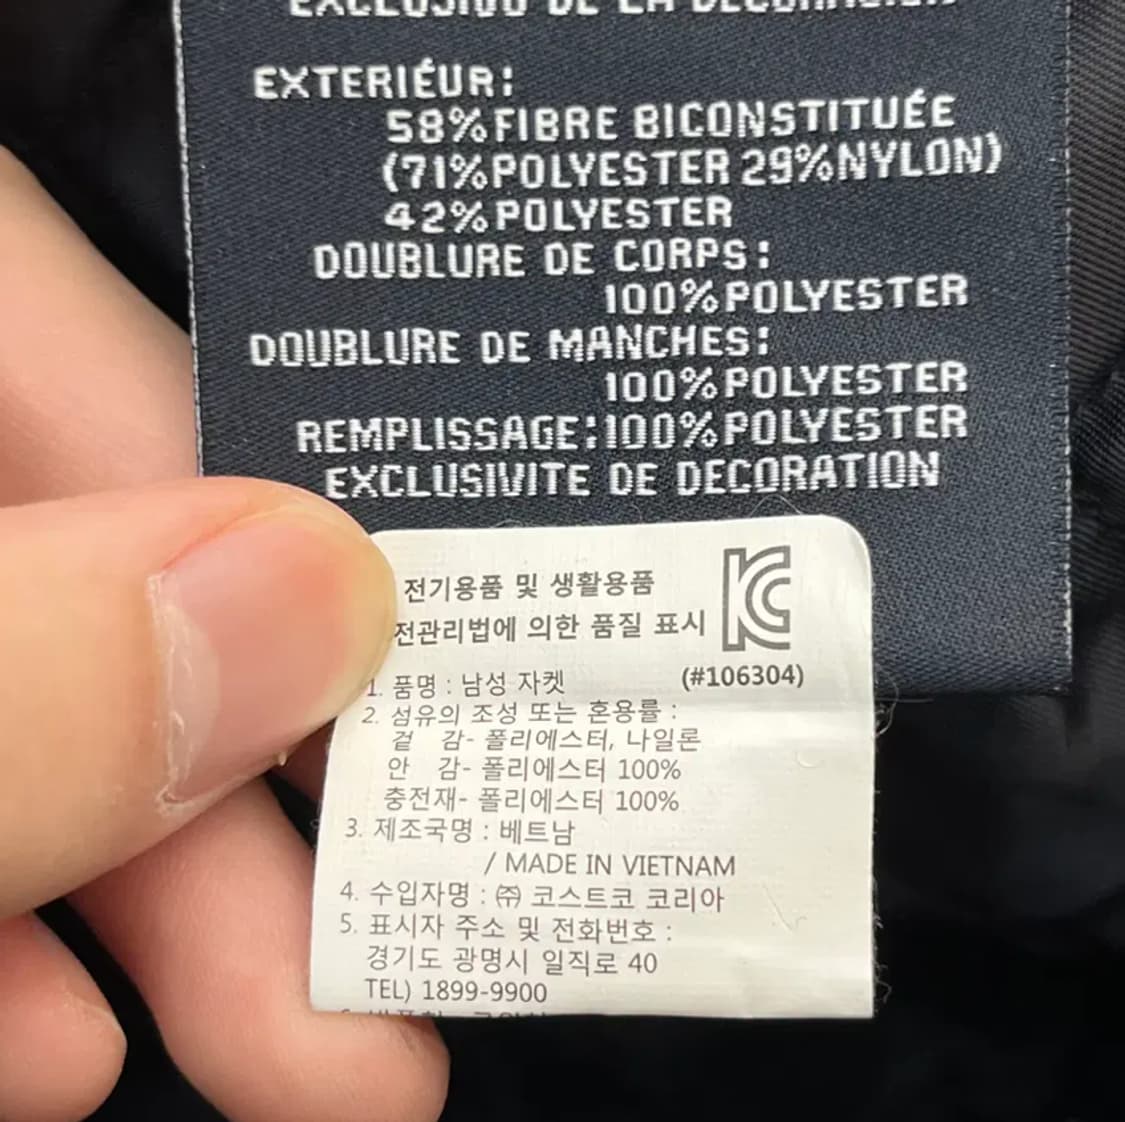 EXCLUSIVO DE LA DECORACION
EXTERIÉUR:
58% FIBRE BICONSTITUÉE
(71% POLYESTER 29% NYLON)
42% POLYESTER
DOUBLURE DE CORPS:
100% POLYESTER
DOUBLURE DE MANCHES:
100% POLYESTER
REMPLISSAGE: 100% POLYESTER
EXCLUSIVITE DE DECORATION
전기용품 및 생활용품
전관리법에 의한 품질 표시
(#106304)
1. 품명 : 남성 자켓
2. 섬유의 조성 또는 혼용률 :
겉 감- 폴리에스터, 나일론
안 감- 폴리에스터 100%
충전재- 폴리에스터 100%
3. 제조국명 : 베트남
/ MADE IN VIETNAM
4. 수입자명 : ㈜ 코스트코 코리아
5. 표시자 주소 및 전화번호 :
경기도 광명시 일직로 40
TEL) 1899-9900